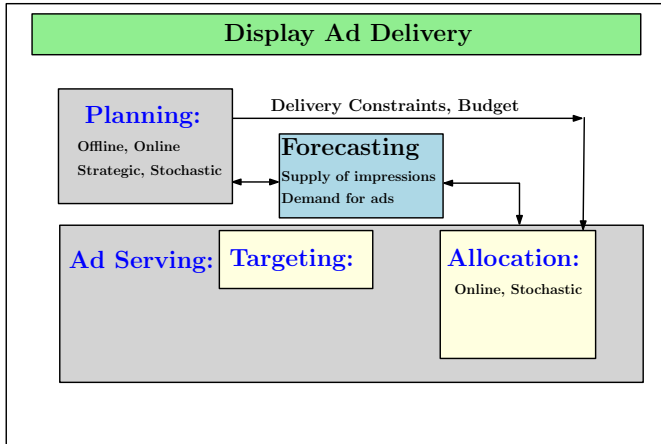 Display Ad Delivery
Planning:
Offline, Online
Strategic, Stochastic
Delivery Constraints, Budget
Forecasting
Supply of impressions
Demand for ads
Ad Serving:
Targeting:
Allocation:
Online, Stochastic